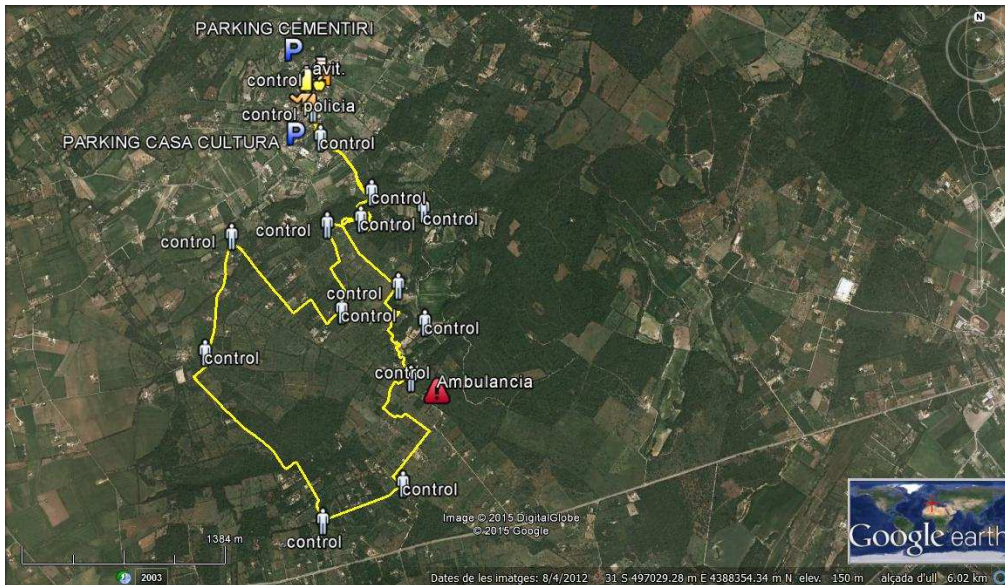 PARKING CEMENTIRI
N
P
avit.
control
policia
control
P
PARKING CASA CULTURA
control
control
control
control
control
control
control
control
control
control
control
Ambulancia
control
control
Image © 2015 DigitalGlobe
© 2015 Google
1384 m
Google earth
2003
Dates de les imatges: 8/4/2012 31 S 497029.28 m E 4388354.34 m N elev. 150 m alçada d'ull 6.02 km